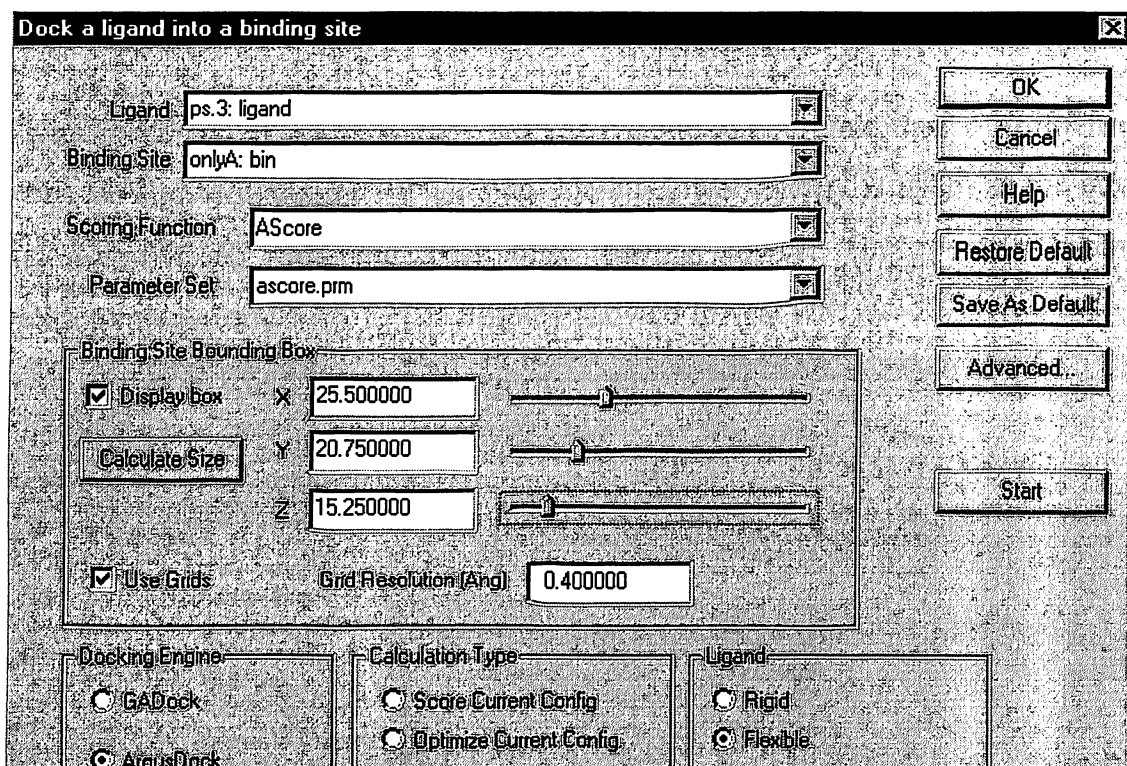 Dock a ligand into a binding site
Ligand ps.3: ligand
OK
Binding Site onlyA: bin
Cancel
Help
Scoring Function AScore
Restore Default
Parameter Set ascore.prm
Save As Default
Binding Site Bounding Box
Advanced...
Display box X 25.500000
Calculate Size Y 20.750000
Z 15.250000
Start
Use Grids Grid Resolution (Ang) 0.400000
Docking Engine Calculation Type Ligand
GADock Score Current Config Rigid
ArgusDock Optimize Current Config. Flexible